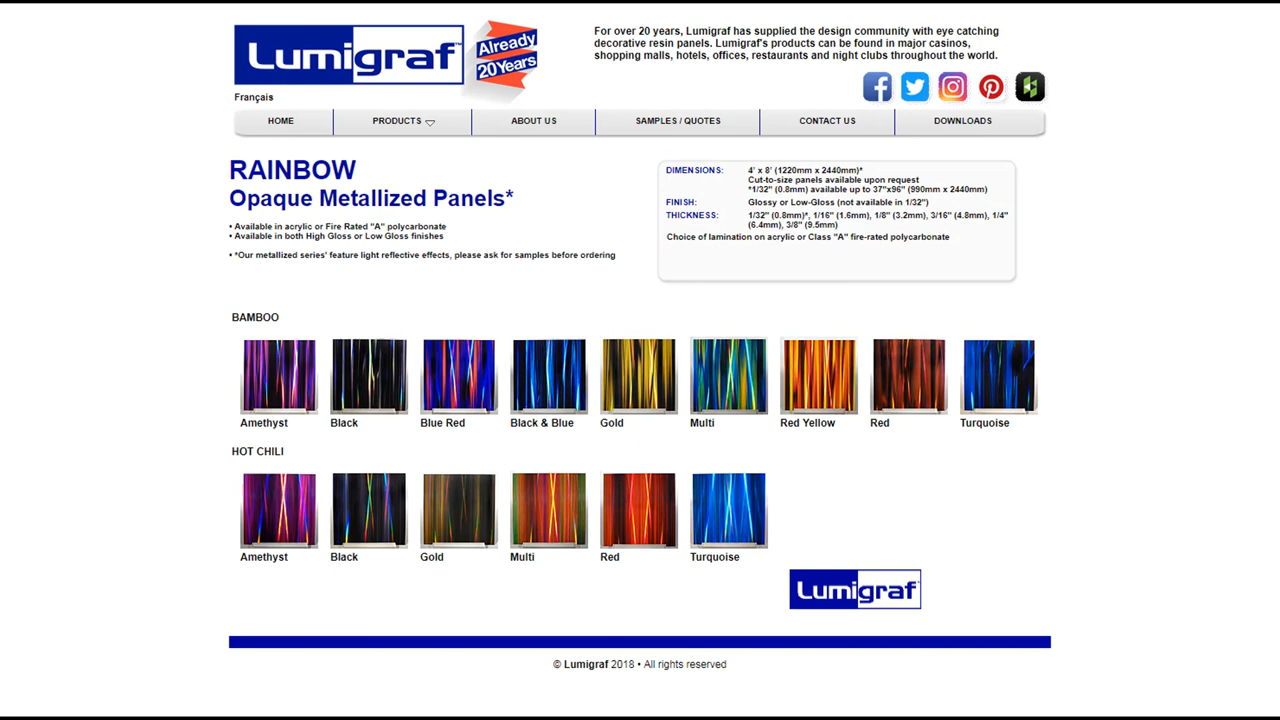 Lumigraf™
Already
20Years
For over 20 years, Lumigraf has supplied the design community with eye catching
decorative resin panels. Lumigraf's products can be found in major casinos,
shopping malls, hotels, offices, restaurants and night clubs throughout the world.
Français
HOME PRODUCTS ABOUT US SAMPLES / QUOTES CONTACT US DOWNLOADS
RAINBOW
Opaque Metallized Panels*
• Available in acrylic or Fire Rated "A" polycarbonate
• Available in both High Gloss or Low Gloss finishes
• *Our metallized series' feature light reflective effects, please ask for samples before ordering
DIMENSIONS: 4' x 8' (1220mm x 2440mm)*
Cut-to-size panels available upon request
*1/32" (0.8mm) available up to 37"x96" (990mm x 2440mm)
FINISH: Glossy or Low-Gloss (not available in 1/32")
THICKNESS: 1/32" (0.8mm)*, 1/16" (1.6mm), 1/8" (3.2mm), 3/16" (4.8mm), 1/4"
(6.4mm), 3/8" (9.5mm)
Choice of lamination on acrylic or Class "A" fire-rated polycarbonate
BAMBOO
Amethyst Black Blue Red Black & Blue Gold Multi Red Yellow Red Turquoise
HOT CHILI
Amethyst Black Gold Multi Red Turquoise
Lumigraf
© Lumigraf 2018 • All rights reserved